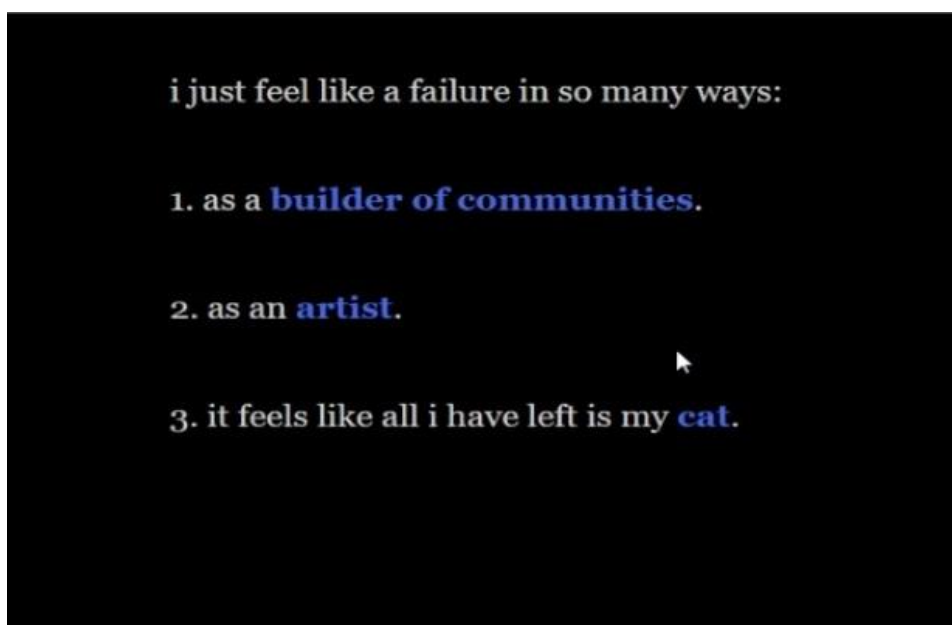 i just feel like a failure in so many ways:
1. as a builder of communities.
2. as an artist.
3. it feels like all i have left is my cat.